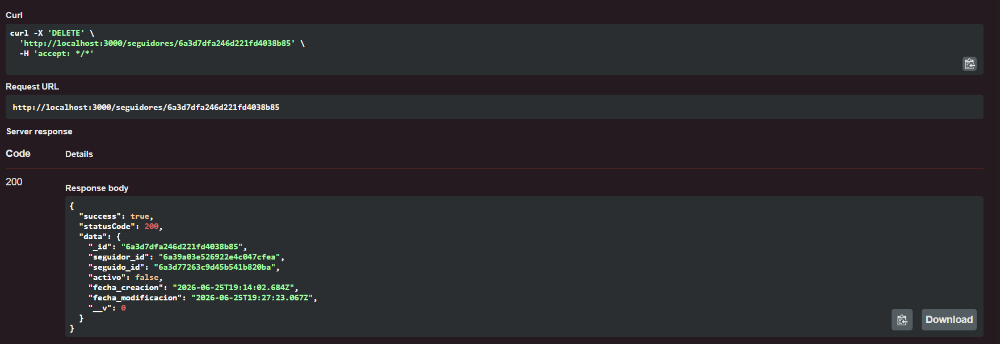 Curl
curl -X 'DELETE' \
  'http://localhost:3000/seguidores/6a3d7dfa246d221fd4038b85' \
  -H 'accept: */*'
Request URL
http://localhost:3000/seguidores/6a3d7dfa246d221fd4038b85
Server response
Code Details
200
Response body
{
  "success": true,
  "statusCode": 200,
  "data": {
    "_id": "6a3d7dfa246d221fd4038b85",
    "seguidor_id": "6a39a03e526922e4c047cfea",
    "seguido_id": "6a3d77263c9d45b541b820ba",
    "activo": false,
    "fecha_creacion": "2026-06-25T19:14:02.684Z",
    "fecha_modificacion": "2026-06-25T19:27:23.067Z",
    "__v": 0
  }
}
Download